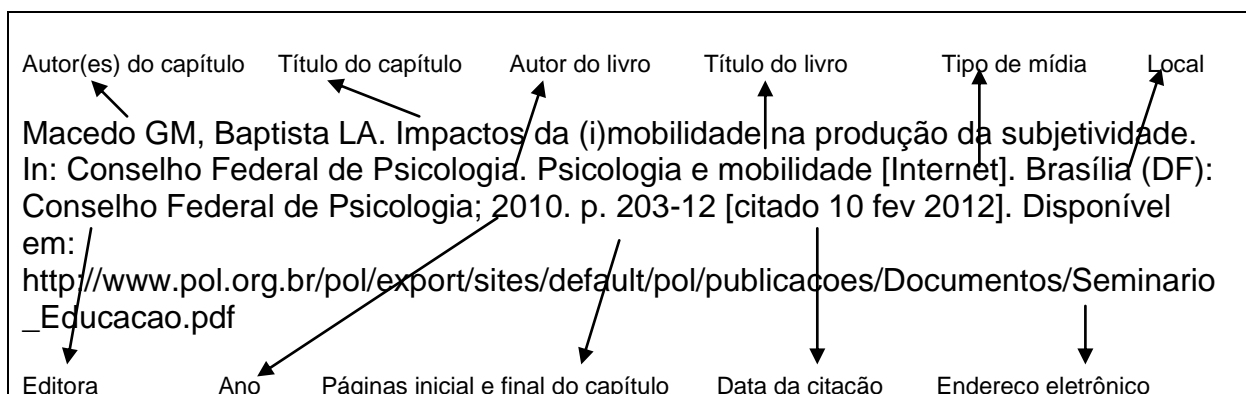 Autor(es) do capítulo Título do capítulo Autor do livro Título do livro Tipo de mídia Local
Macedo GM, Baptista LA. Impactos da (i)mobilidade na produção da subjetividade.
In: Conselho Federal de Psicologia. Psicologia e mobilidade [Internet]. Brasília (DF):
Conselho Federal de Psicologia; 2010. p. 203-12 [citado 10 fev 2012]. Disponível
em:
http://www.pol.org.br/pol/export/sites/default/pol/publicacoes/Documentos/Seminario
_Educacao.pdf
Editora Ano Páginas inicial e final do capítulo Data da citação Endereço eletrônico